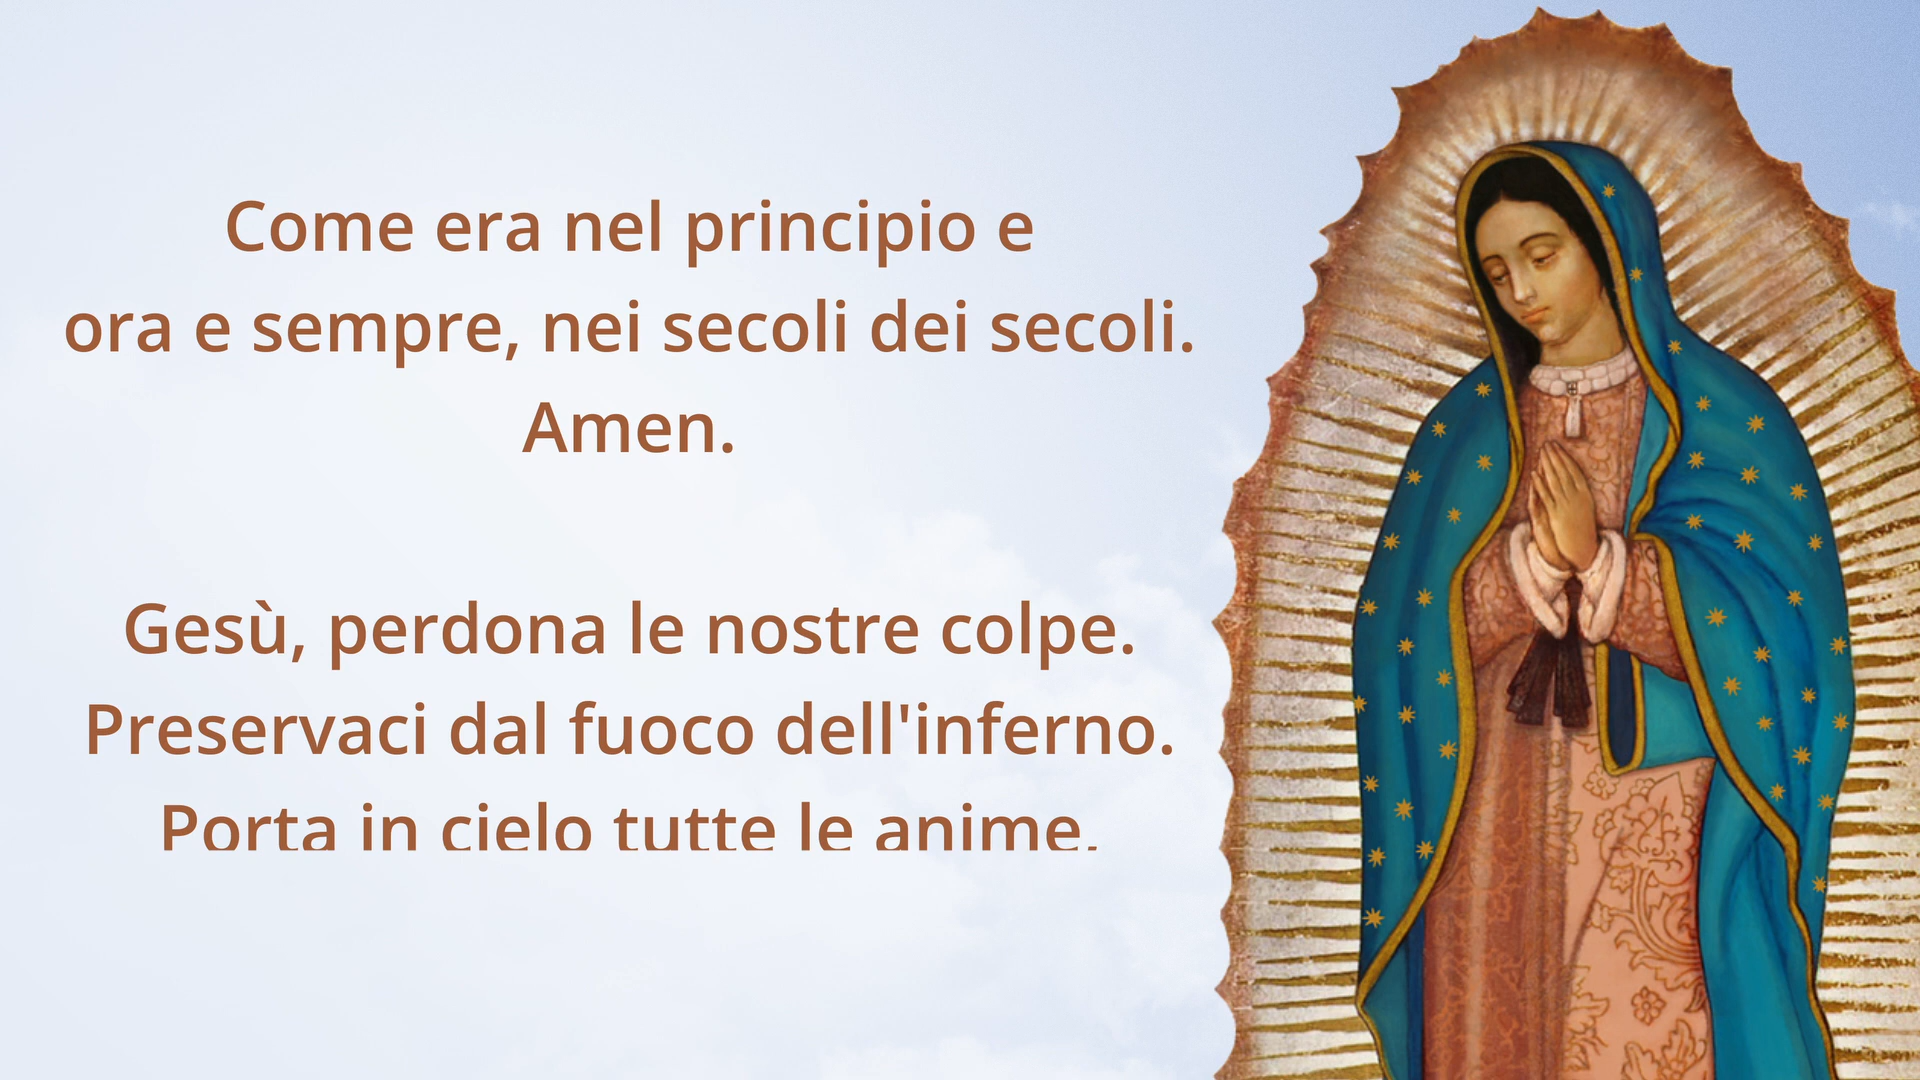 Come era nel principio e
ora e sempre, nei secoli dei secoli.
Amen.
Gesù, perdona le nostre colpe.
Preservaci dal fuoco dell'inferno.
Porta in cielo tutte le anime,